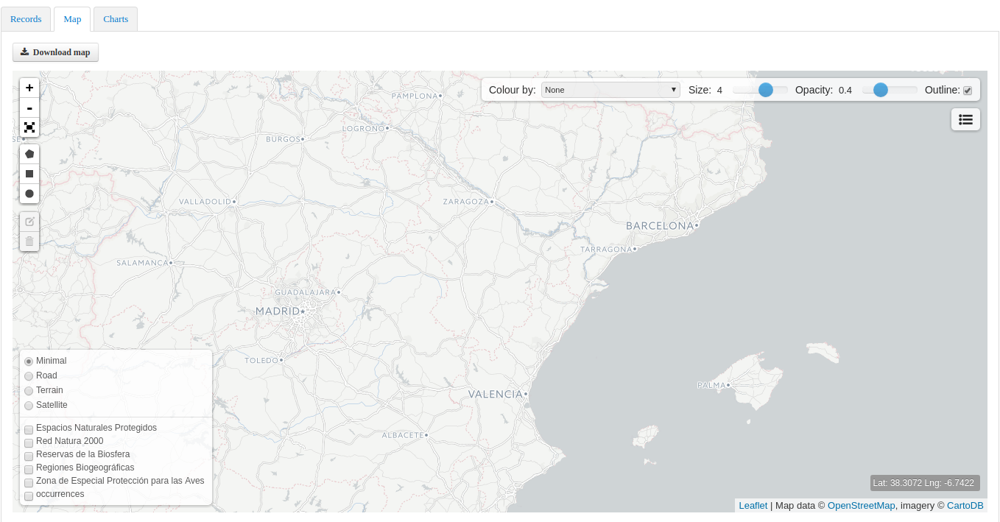 Records Map Charts
Download map
+
-
Colour by: None Size: 4 Opacity: 0.4 Outline:
PAMPLONA
LOGROÑO
BURGOS
SE
VALLADOLID
ZARAGOZA
BARCELONA
TARRAGONA
SALAMANCA
GUADALAJARA
MADRID
TOLEDO
PALMA
VALENCIA
ALBACETE
Minimal
Road
Terrain
Satellite
Espacios Naturales Protegidos
Red Natura 2000
Reservas de la Biosfera
Regiones Biogeográficas
Zona de Especial Protección para las Aves
occurrences
Lat: 38.3072 Lng: -6.7422
Leaflet | Map data © OpenStreetMap, imagery © CartoDB